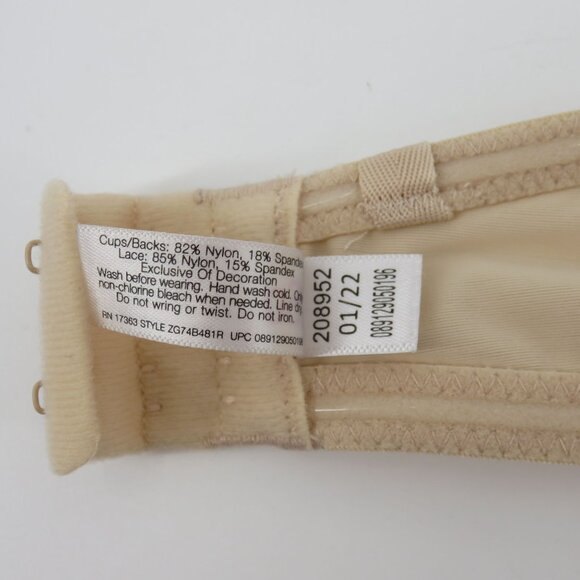 Cups/Backs: 82% Nylon, 18% Spandex
Lace: 85% Nylon, 15% Spandex
Exclusive Of Decoration
Wash before wearing. Hand wash cold.
non-chlorine bleach when needed. Line
Do not wring or twist. Do not iron.
RN 17363 STYLE ZG74B481R UPC 089129050196
208952
01/22
089129050196